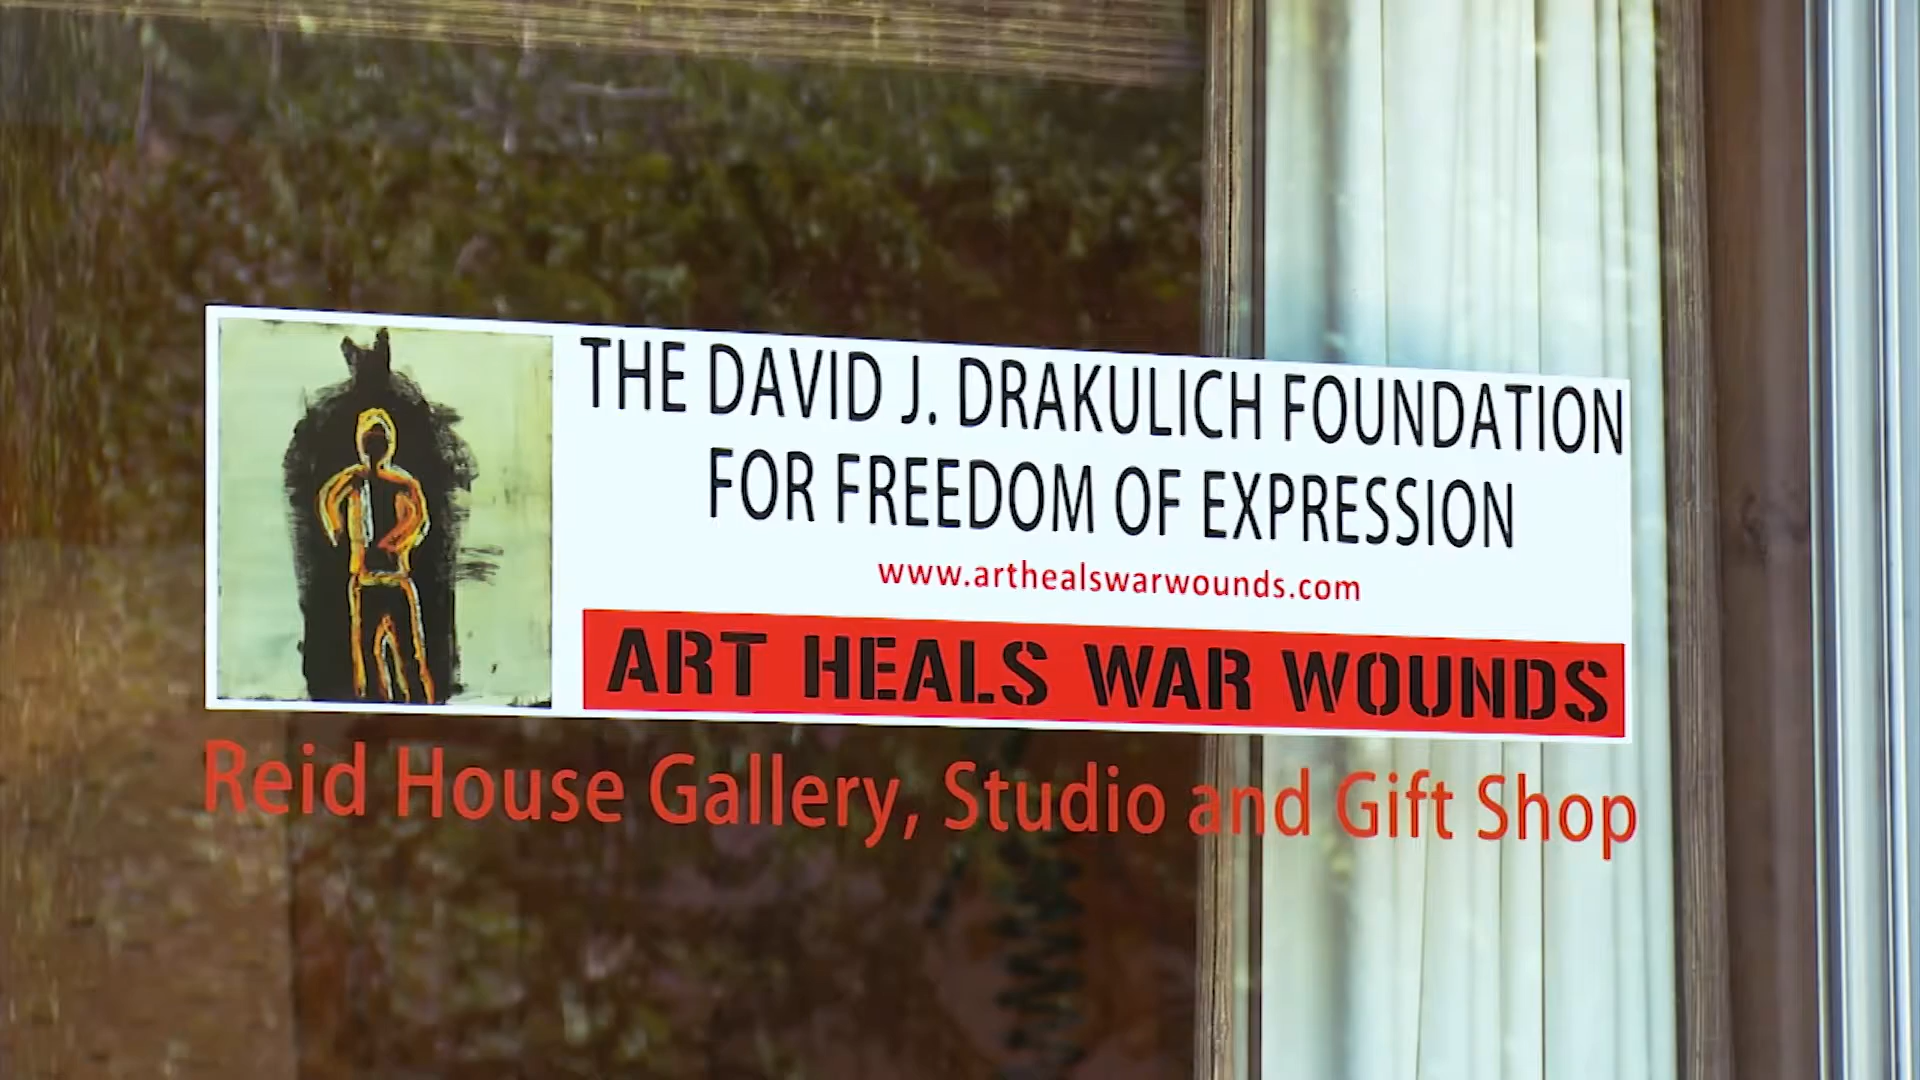 THE DAVID J. DRAKULICH FOUNDATION
FOR FREEDOM OF EXPRESSION
www.arthealswarwounds.com
ART HEALS WAR WOUNDS
Reid House Gallery, Studio and Gift Shop